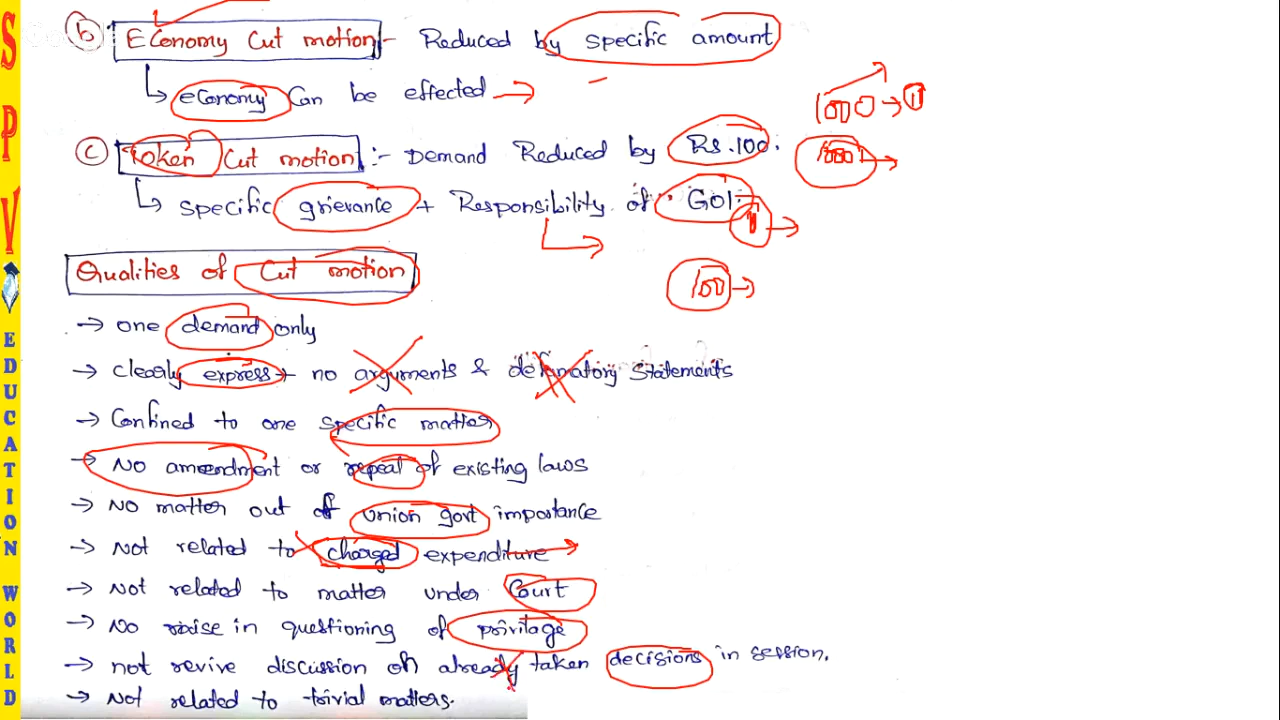 SPV EDUCATION WORLD
(b) Economy Cut motion :- Reduced by specific amount
economy Can be effected →
1000 → (1)
(c) Token Cut motion :- Demand Reduced by Rs.100.
specific grievance + Responsibility of GOI.
1 →
Qualities of Cut motion
100 →
→ one demand only
→ clearly express + no arguments & defamatory statements
→ Confined to one specific matter
→ No amendment or repeal of existing laws
→ No matter out of union govt importance
→ Not related to charged expenditure
→ Not related to matter under Court
→ No raise in questioning of privilage
→ not revive discussion on already taken decisions in session.
→ Not related to trivial matters.